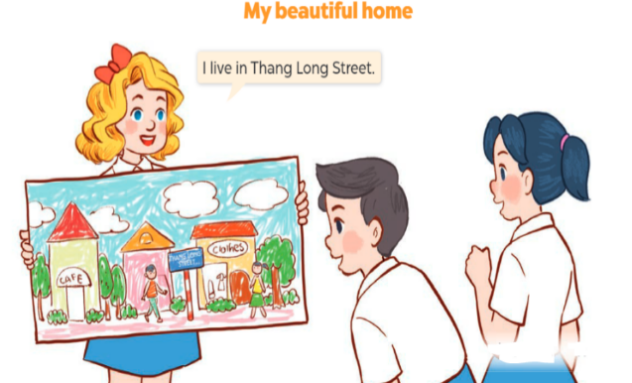 My beautiful home
I live in Thang Long Street.
Clothes
CAFE